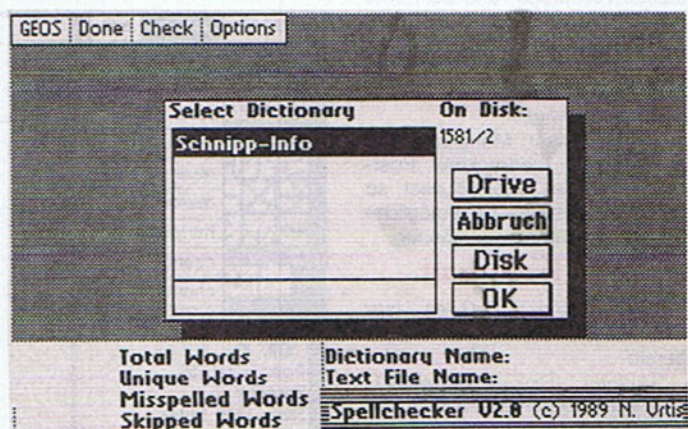 GEOS Done Check Options
Select Dictionary On Disk:
Schnipp-Info 1581/2
Drive
Abbruch
Disk
OK
Total Words Dictionary Name:
Unique Words Text File Name:
Misspelled Words
Skipped Words Spellchecker V2.0 (c) 1989 N. Urtis